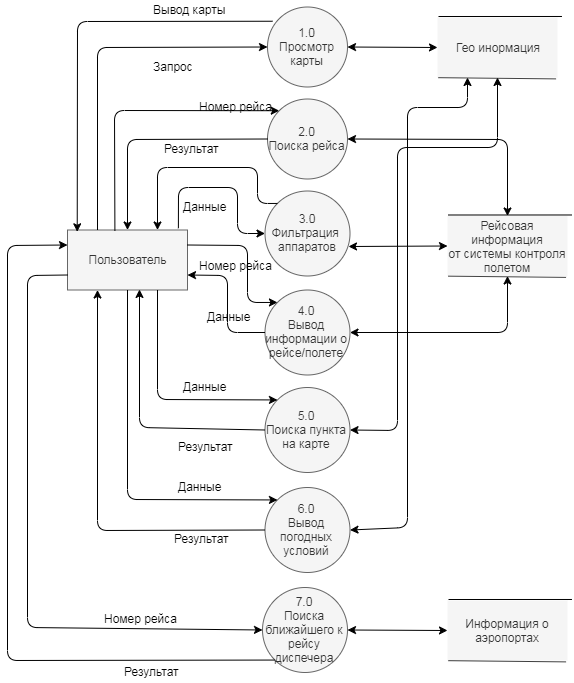 Вывод карты
1.0
Просмотр
карты
Гео инормация
Запрос
Номер рейса
2.0
Поиска рейса
Результат
Данные
3.0
Фильтрация
аппаратов
Рейсовая
информация
от системы контроля
полетом
Пользователь
Номер рейса
4.0
Вывод
информации о
рейсе/полете
Данные
Данные
5.0
Поиска пункта
на карте
Результат
Данные
6.0
Вывод
погодных
условий
Результат
7.0
Поиска
ближайшего к
рейсу
диспечера
Номер рейса
Информация о
аэропортах
Результат